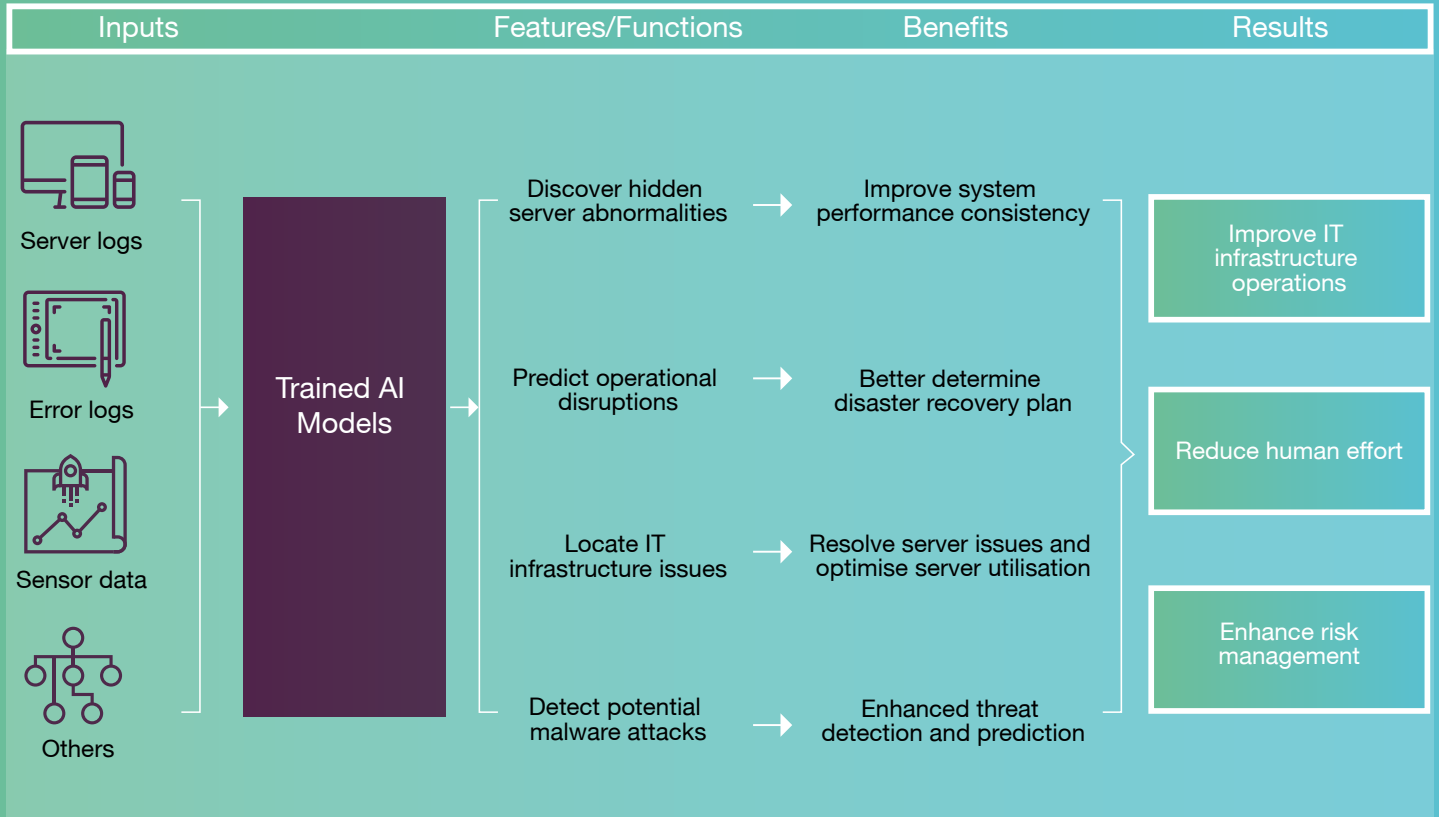 Inputs
Features/Functions
Benefits
Results
Server logs
Error logs
Sensor data
Others
Trained AI
Models
Discover hidden
server abnormalities
Improve system
performance consistency
Predict operational
disruptions
Better determine
disaster recovery plan
Locate IT
infrastructure issues
Resolve server issues and
optimise server utilisation
Detect potential
malware attacks
Enhanced threat
detection and prediction
Improve IT
infrastructure
operations
Reduce human effort
Enhance risk
management